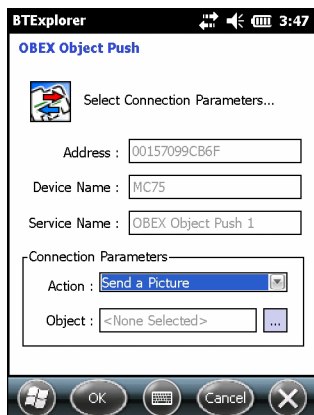 BTExplorer 3:47
OBEX Object Push
Select Connection Parameters...
Address : 00157099CB6F
Device Name : MC75
Service Name : OBEX Object Push 1
Connection Parameters
Action : Send a Picture
Object : <None Selected> ...
OK Cancel